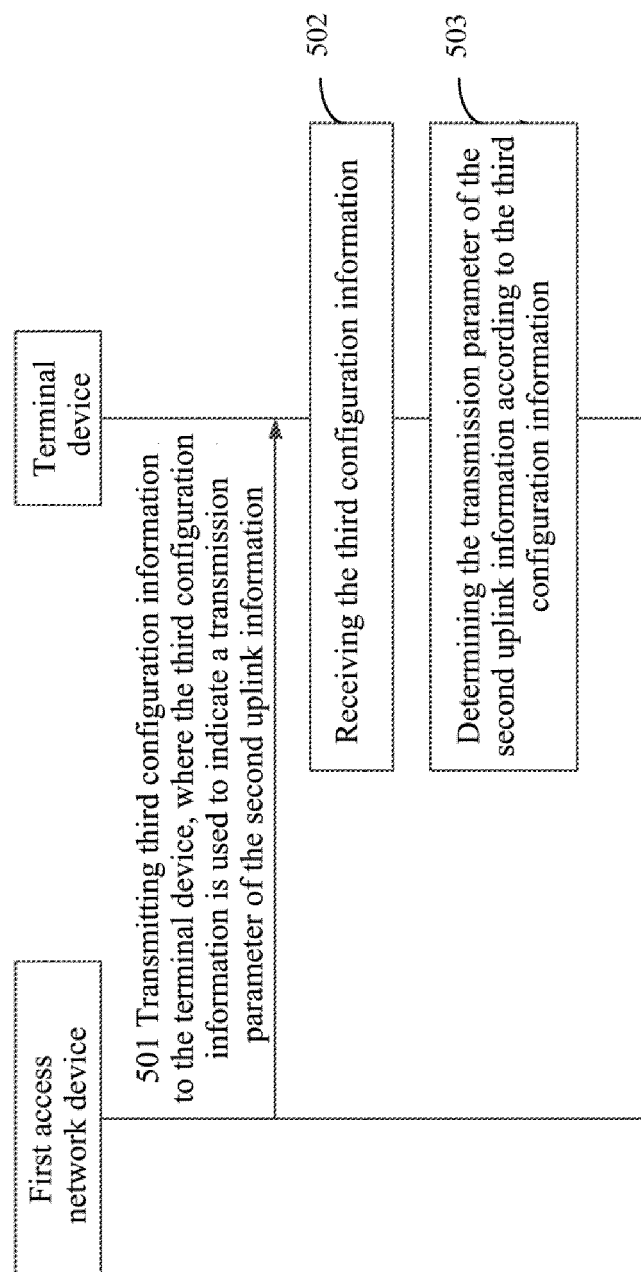 First access
network device
Terminal
device
501 Transmitting third configuration information
to the terminal device, where the third configuration
information is used to indicate a transmission
parameter of the second uplink information
Receiving the third configuration information
502
Determining the transmission parameter of the
second uplink information according to the third
configuration information
503